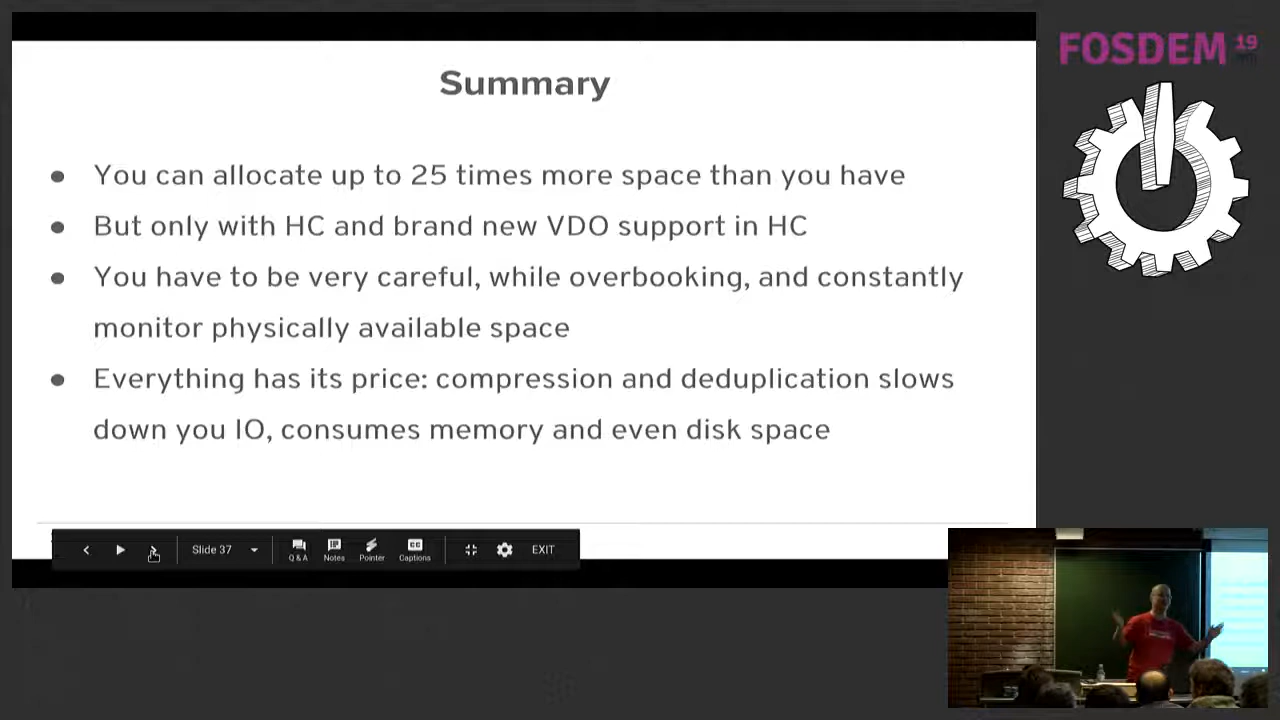 Summary
● You can allocate up to 25 times more space than you have
● But only with HC and brand new VDO support in HC
● You have to be very careful, while overbooking, and constantly
monitor physically available space
● Everything has its price: compression and deduplication slows
down you IO, consumes memory and even disk space
Slide 37
Q & A
Notes
Pointer
Captions
EXIT
FOSDEM 19